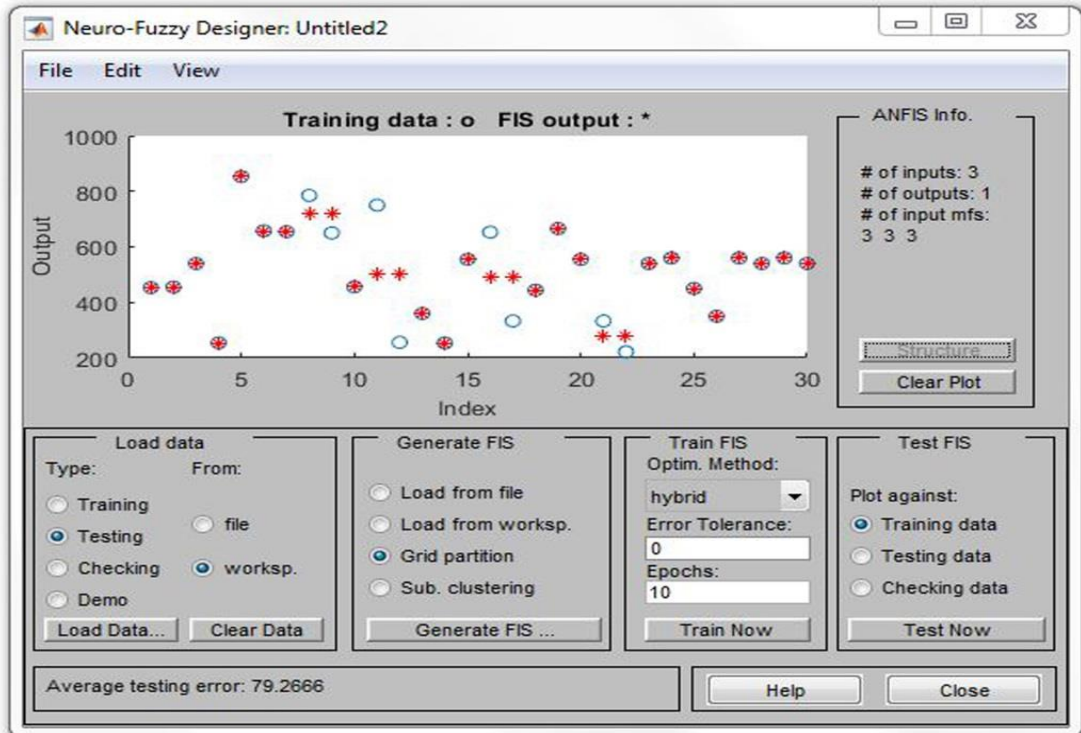 Neuro-Fuzzy Designer: Untitled2
File Edit View
Training data : o FIS output : *
1000
800
600
400
200
Output
0 5 10 15 20 25 30
Index
ANFIS Info.
# of inputs: 3
# of outputs: 1
# of input mfs:
3 3 3
Structure
Clear Plot
Load data
Type: From:
Training
Testing
Checking
Demo
file
worksp.
Load Data... Clear Data
Generate FIS
Load from file
Load from worksp.
Grid partition
Sub. clustering
Generate FIS ...
Train FIS
Optim. Method:
hybrid
Error Tolerance:
0
Epochs:
10
Train Now
Test FIS
Plot against:
Training data
Testing data
Checking data
Test Now
Average testing error: 79.2666
Help Close